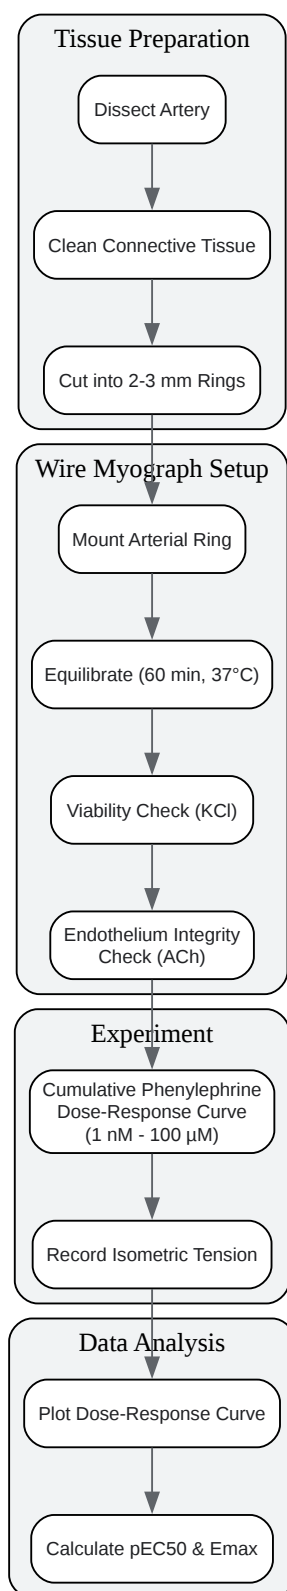 Tissue Preparation
Dissect Artery
Clean Connective Tissue
Cut into 2-3 mm Rings
Wire Myograph Setup
Mount Arterial Ring
Equilibrate (60 min, 37°C)
Viability Check (KCl)
Endothelium Integrity
Check (ACh)
Experiment
Cumulative Phenylephrine
Dose-Response Curve
(1 nM - 100 µM)
Record Isometric Tension
Data Analysis
Plot Dose-Response Curve
Calculate pEC50 & Emax